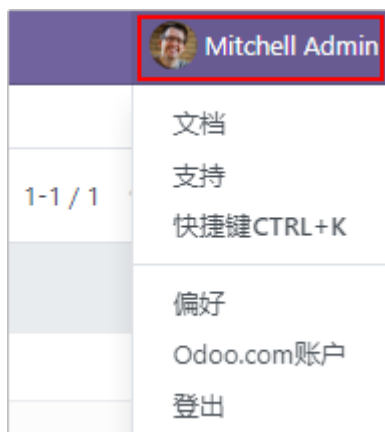 Mitchell Admin
文档
支持
1-1 / 1
快捷键CTRL+K
偏好
Odoo.com账户
登出